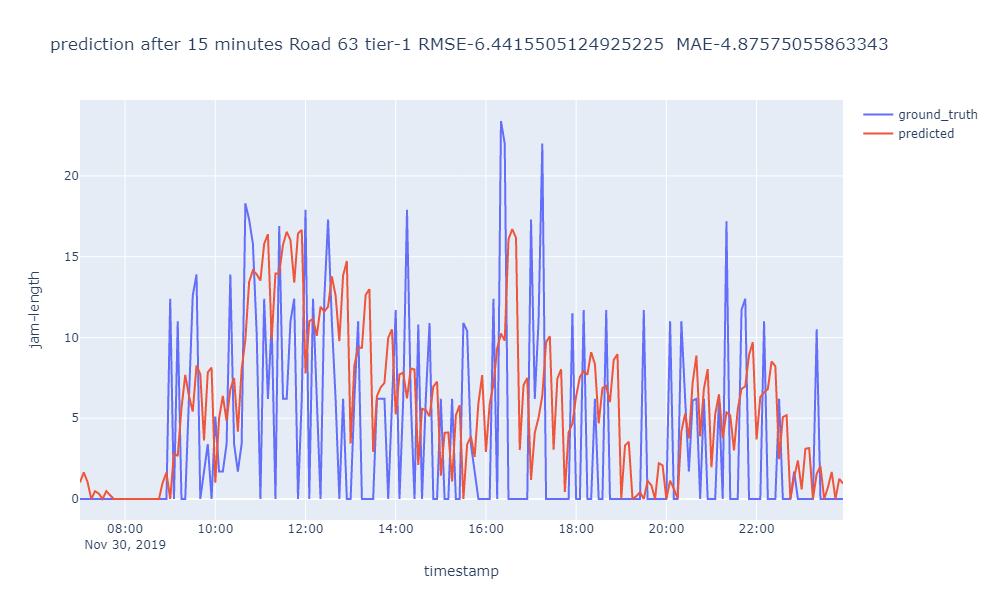 prediction after 15 minutes Road 63 tier-1 RMSE-6.4415505124925225  MAE-4.87575055863343
ground_truth
predicted
20
15
10
5
0
jam-length
08:00 10:00 12:00 14:00 16:00 18:00 20:00 22:00
Nov 30, 2019
timestamp